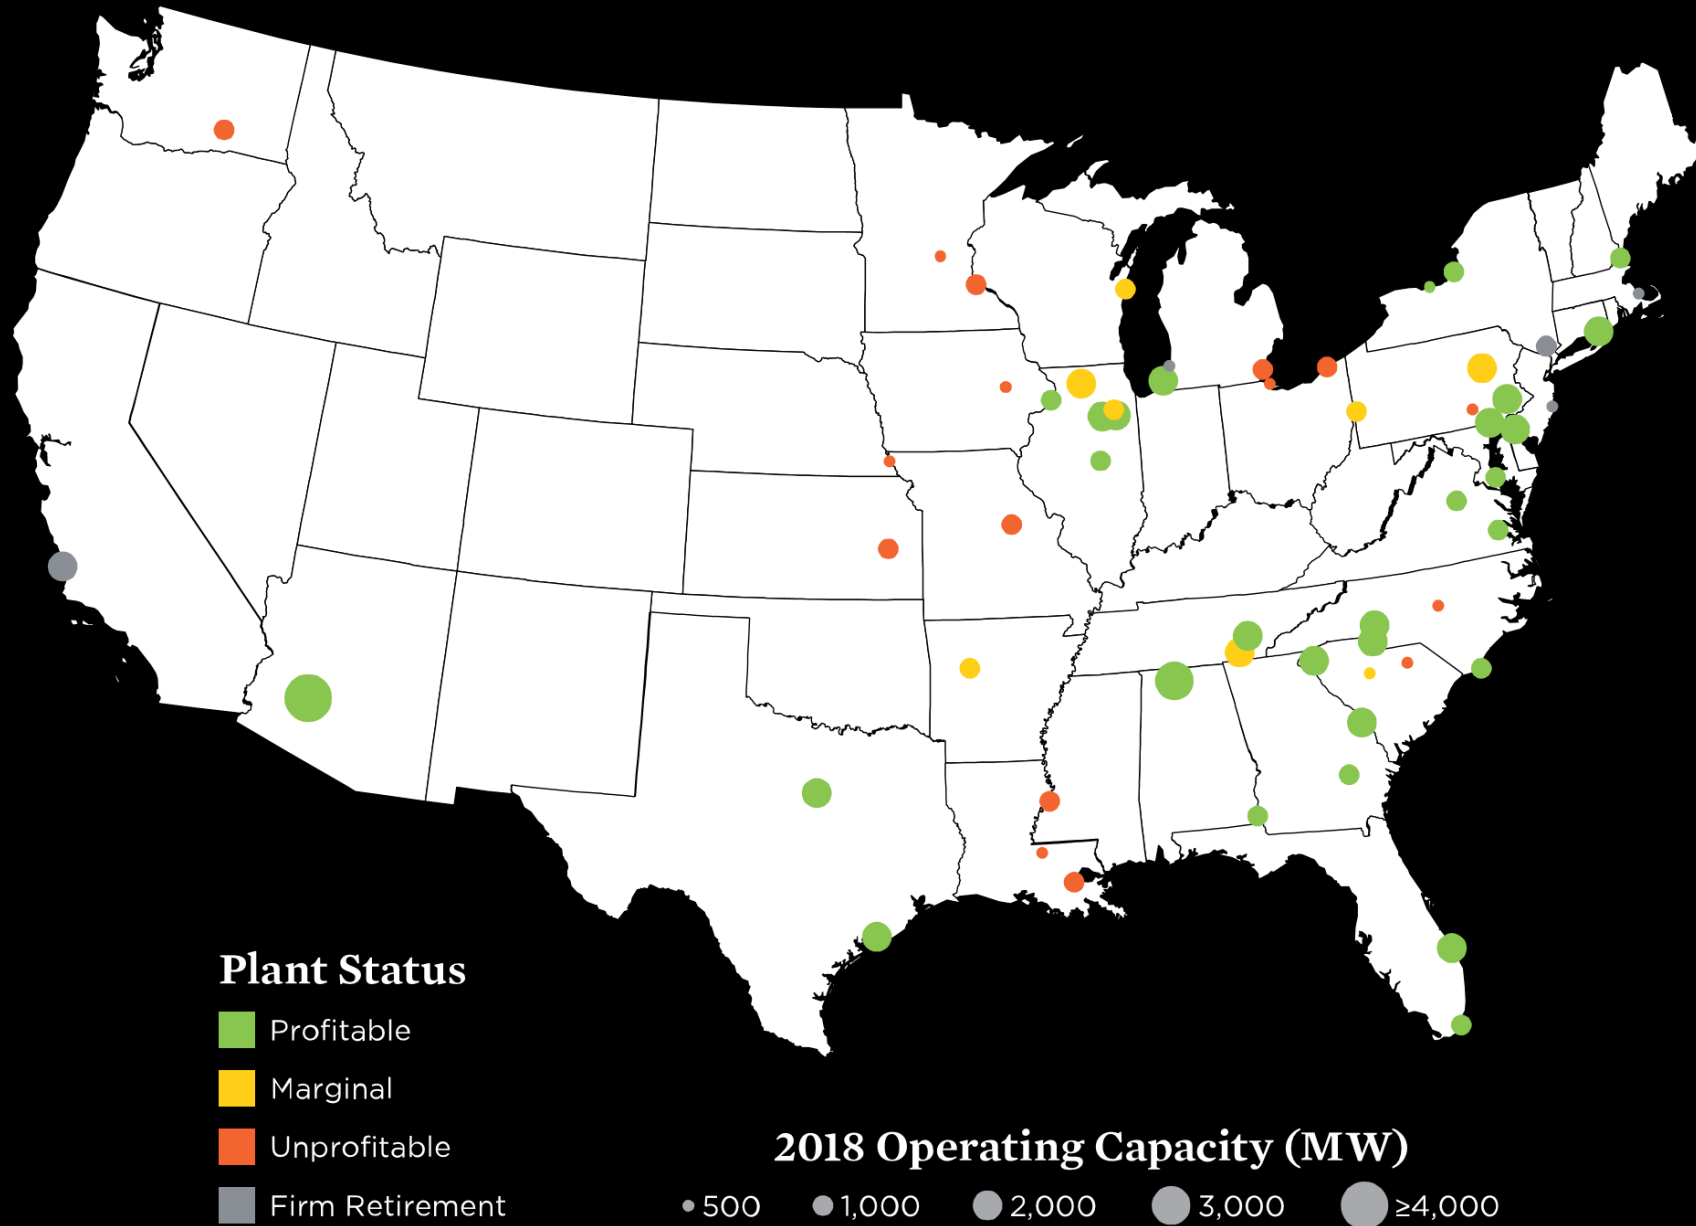 Plant Status
Profitable
Marginal
Unprofitable
Firm Retirement
2018 Operating Capacity (MW)
500 1,000 2,000 3,000 ≥4,000